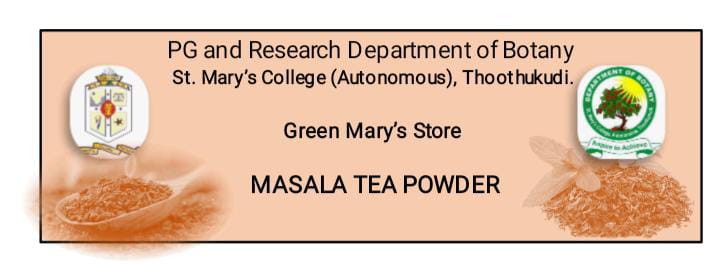 PG and Research Department of Botany
St. Mary's College (Autonomous), Thoothukudi.
DEPARTMENT OF BOTANY
Aspire to Achieve
Green Mary's Store
MASALA TEA POWDER